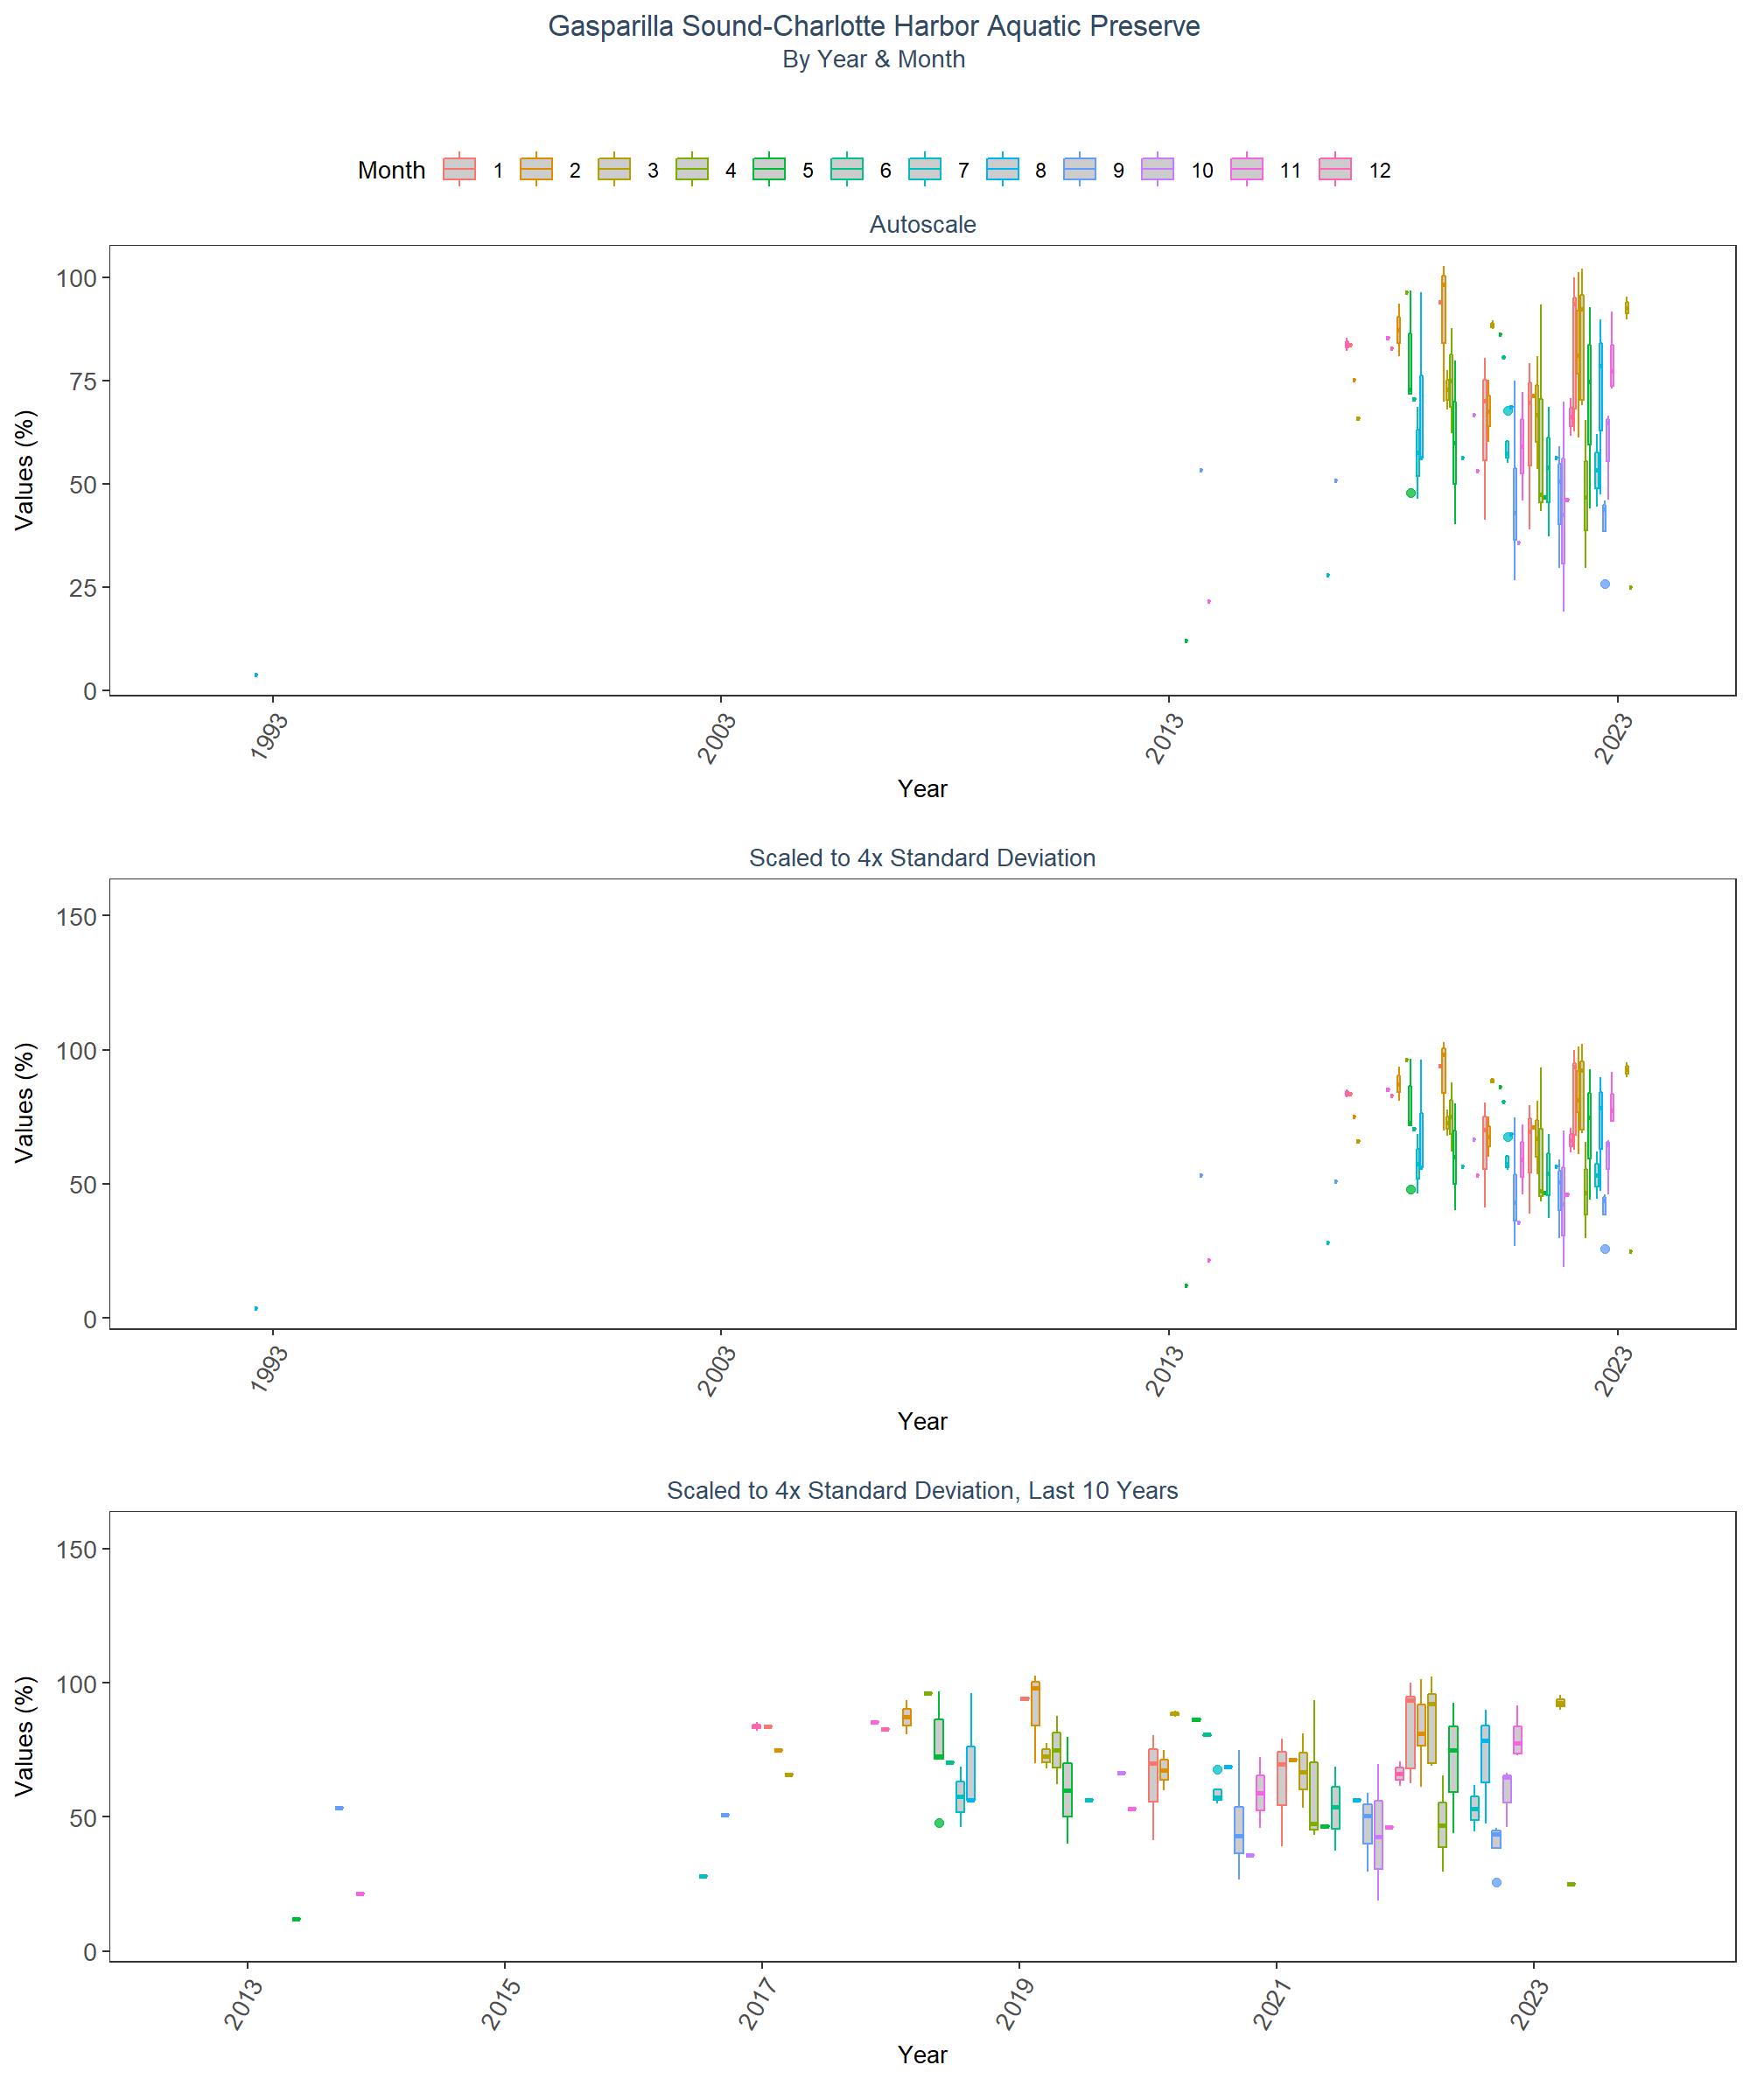 Gasparilla Sound-Charlotte Harbor Aquatic Preserve
By Year & Month
Month 1 2 3 4 5 6 7 8 9 10 11 12
Autoscale
Values (%)
100
75
50
25
0
1993 2003 2013 2023
Year
Scaled to 4x Standard Deviation
Values (%)
150
100
50
0
1993 2003 2013 2023
Year
Scaled to 4x Standard Deviation, Last 10 Years
Values (%)
150
100
50
0
2013 2015 2017 2019 2021 2023
Year